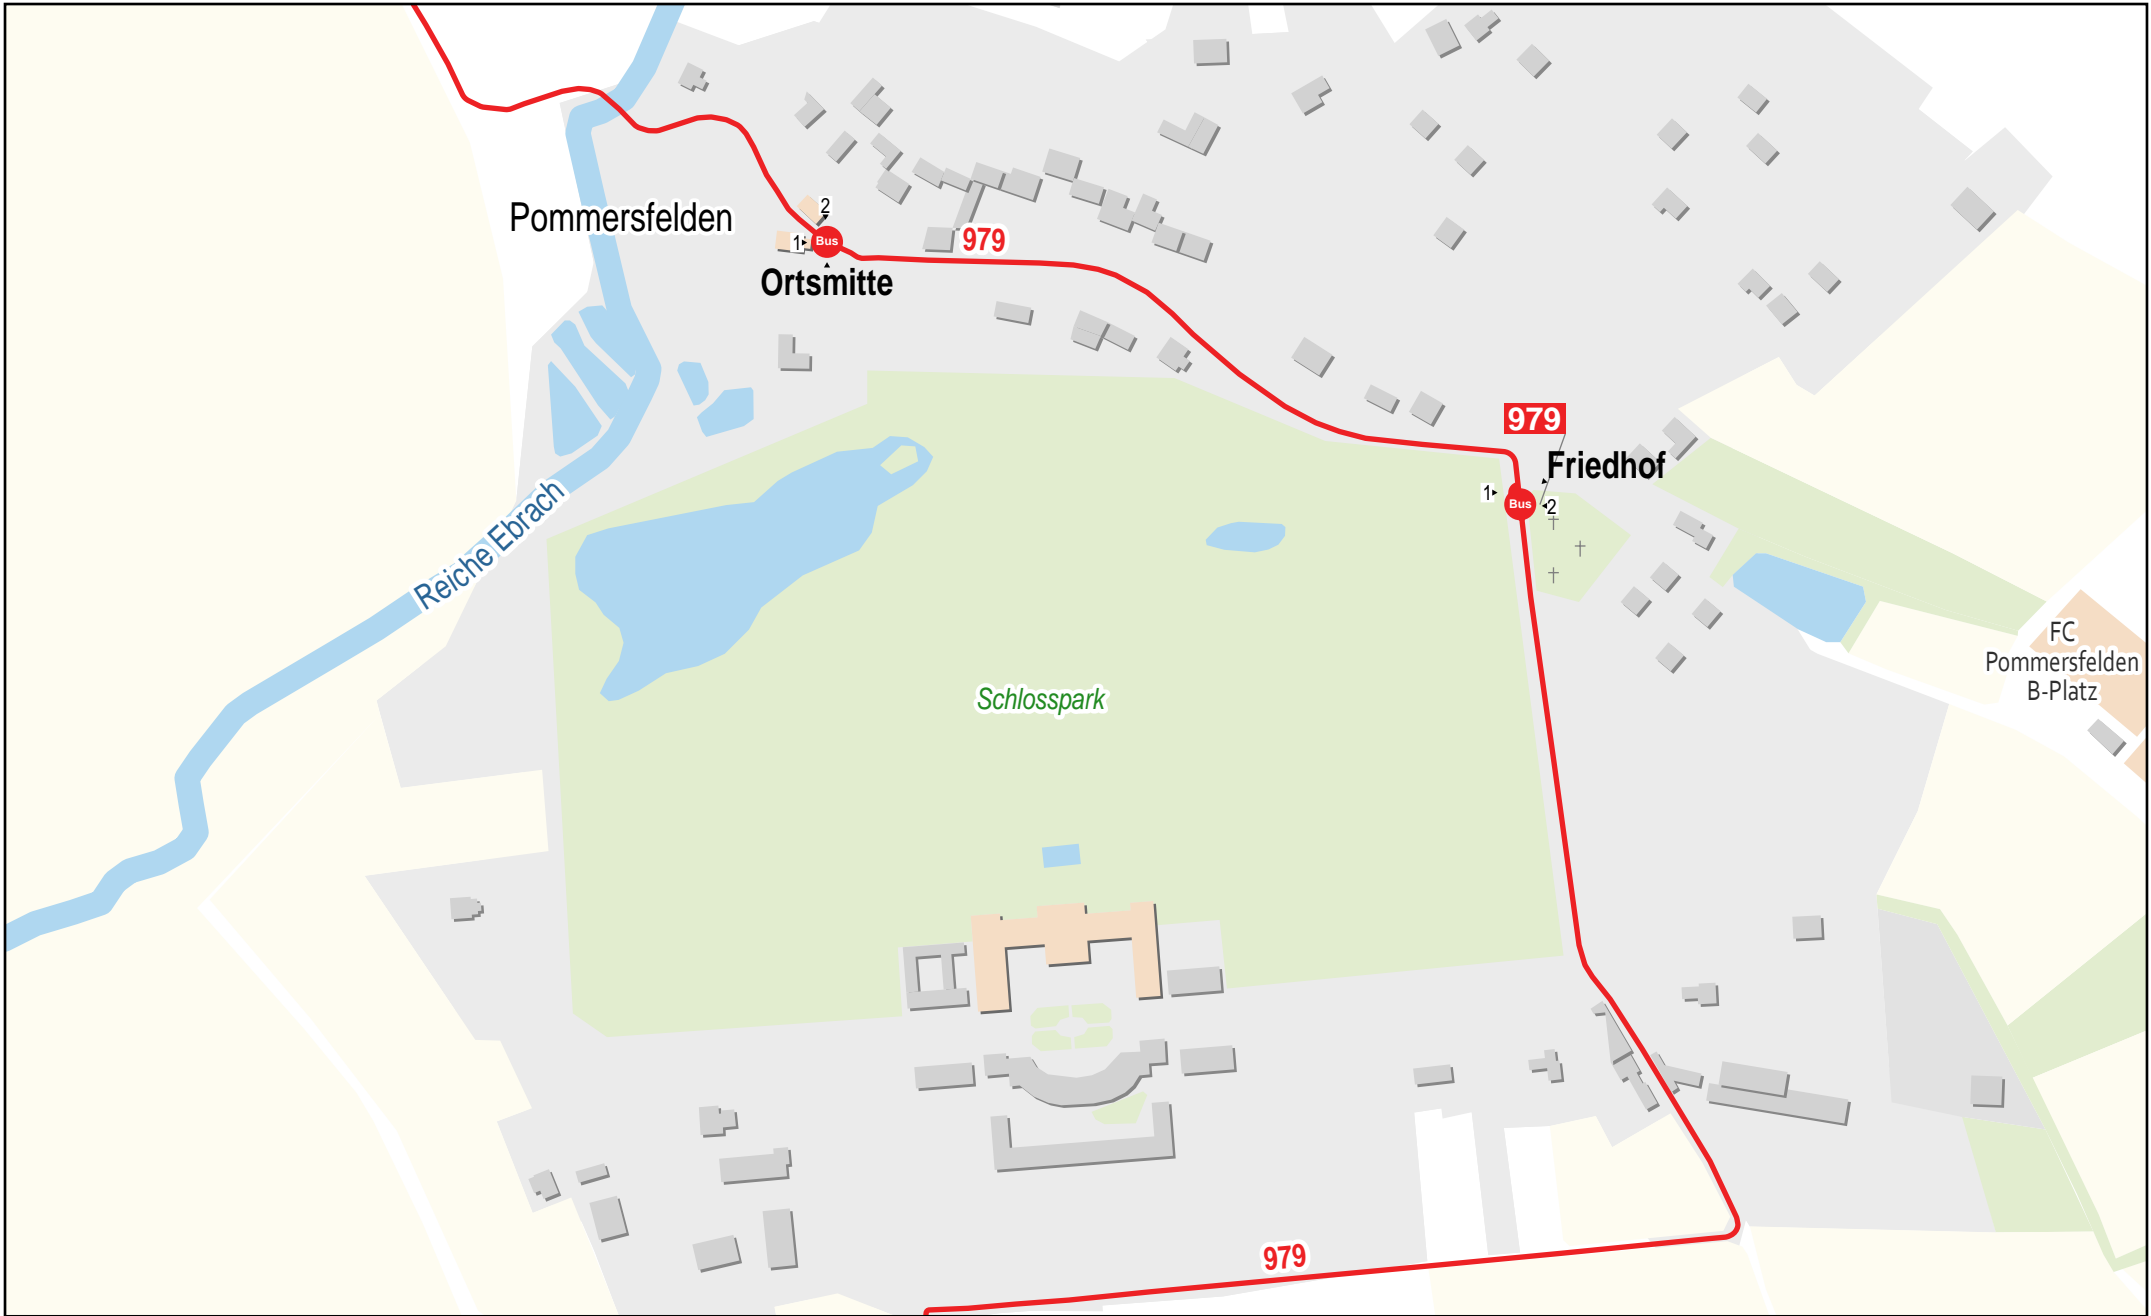 2
Pommersfelden
1
Bus
979
Ortsmitte
979
Friedhof
1
Bus
2
Reiche Ebrach
FC
Pommersfelden
B-Platz
Schlosspark
979